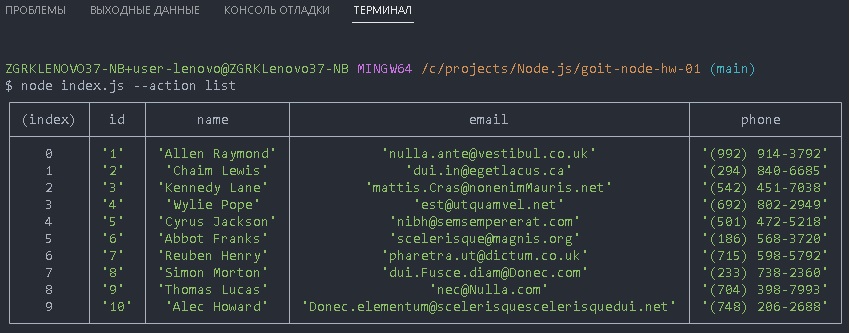 ПРОБЛЕМЫ ВЫХОДНЫЕ ДАННЫЕ КОНСОЛЬ ОТЛАДКИ ТЕРМИНАЛ
ZGRKLENOVO37-NB+user-lenovo@ZGRKLenovo37-NB MINGW64 /c/projects/Node.js/goit-node-hw-01 (main)
$ node index.js --action list
(index) id name email phone
0 '1' 'Allen Raymond' 'nulla.ante@vestibul.co.uk' '(992) 914-3792'
1 '2' 'Chaim Lewis' 'dui.in@egetlacus.ca' '(294) 840-6685'
2 '3' 'Kennedy Lane' 'mattis.Cras@nonenimMauris.net' '(542) 451-7038'
3 '4' 'Wylie Pope' 'est@utquamvel.net' '(692) 802-2949'
4 '5' 'Cyrus Jackson' 'nibh@semsempererat.com' '(501) 472-5218'
5 '6' 'Abbot Franks' 'scelerisque@magnis.org' '(186) 568-3720'
6 '7' 'Reuben Henry' 'pharetra.ut@dictum.co.uk' '(715) 598-5792'
7 '8' 'Simon Morton' 'dui.Fusce.diam@Donec.com' '(233) 738-2360'
8 '9' 'Thomas Lucas' 'nec@Nulla.com' '(704) 398-7993'
9 '10' 'Alec Howard' 'Donec.elementum@scelerisquescelerisquedui.net' '(748) 206-2688'